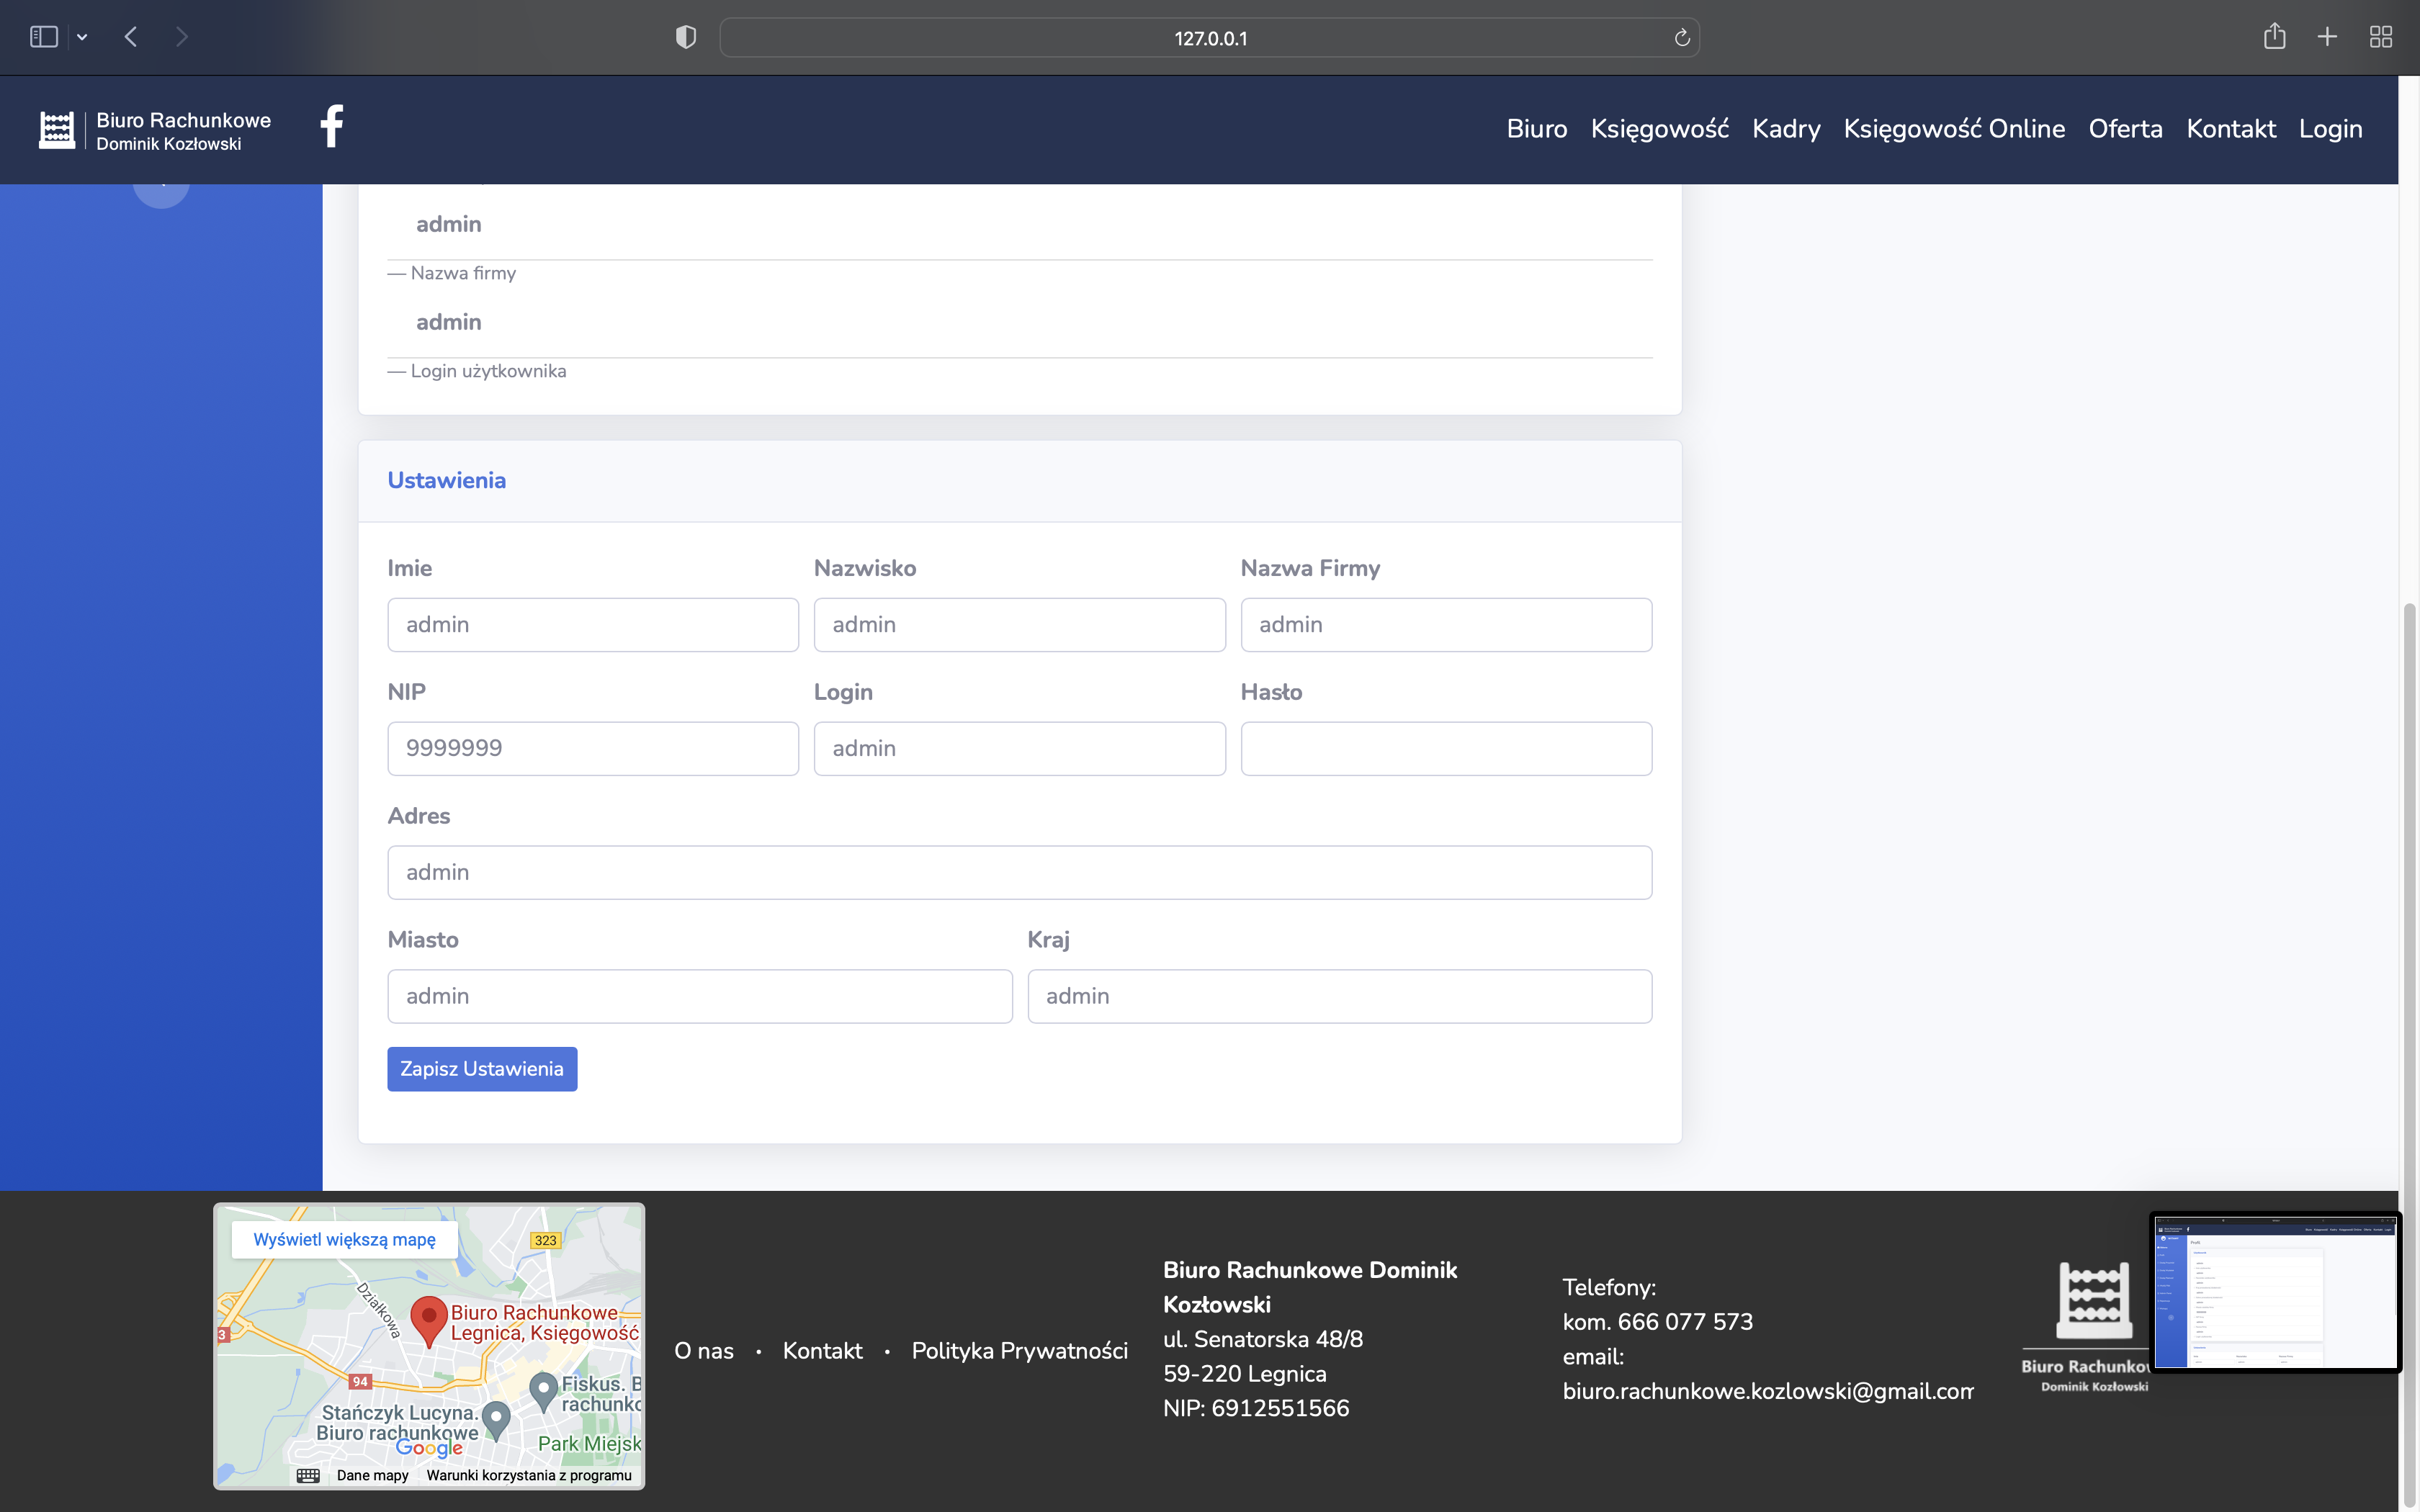 127.0.0.1
Biuro Rachunkowe
Dominik Kozłowski
Biuro Księgowość Kadry Księgowość Online Oferta Kontakt Login
admin
— Nazwa firmy
admin
— Login użytkownika
Ustawienia
Imie Nazwisko Nazwa Firmy
admin admin admin
NIP Login Hasło
9999999 admin
Adres
admin
Miasto Kraj
admin admin
Zapisz Ustawienia
Wyświetl większą mapę
323
Działkowa
Biuro Rachunkowe
Legnica, Księgowość
3
94
Fiskus. B
rachunko
Stańczyk Lucyna.
Biuro rachunkowe
Google
Park Miejsk
Dane mapy Warunki korzystania z programu
O nas • Kontakt • Polityka Prywatności
Biuro Rachunkowe Dominik
Kozłowski
ul. Senatorska 48/8
59-220 Legnica
NIP: 6912551566
Telefony:
kom. 666 077 573
email:
biuro.rachunkowe.kozlowski@gmail.com
Biuro Rachunkow
Dominik Kozłowski